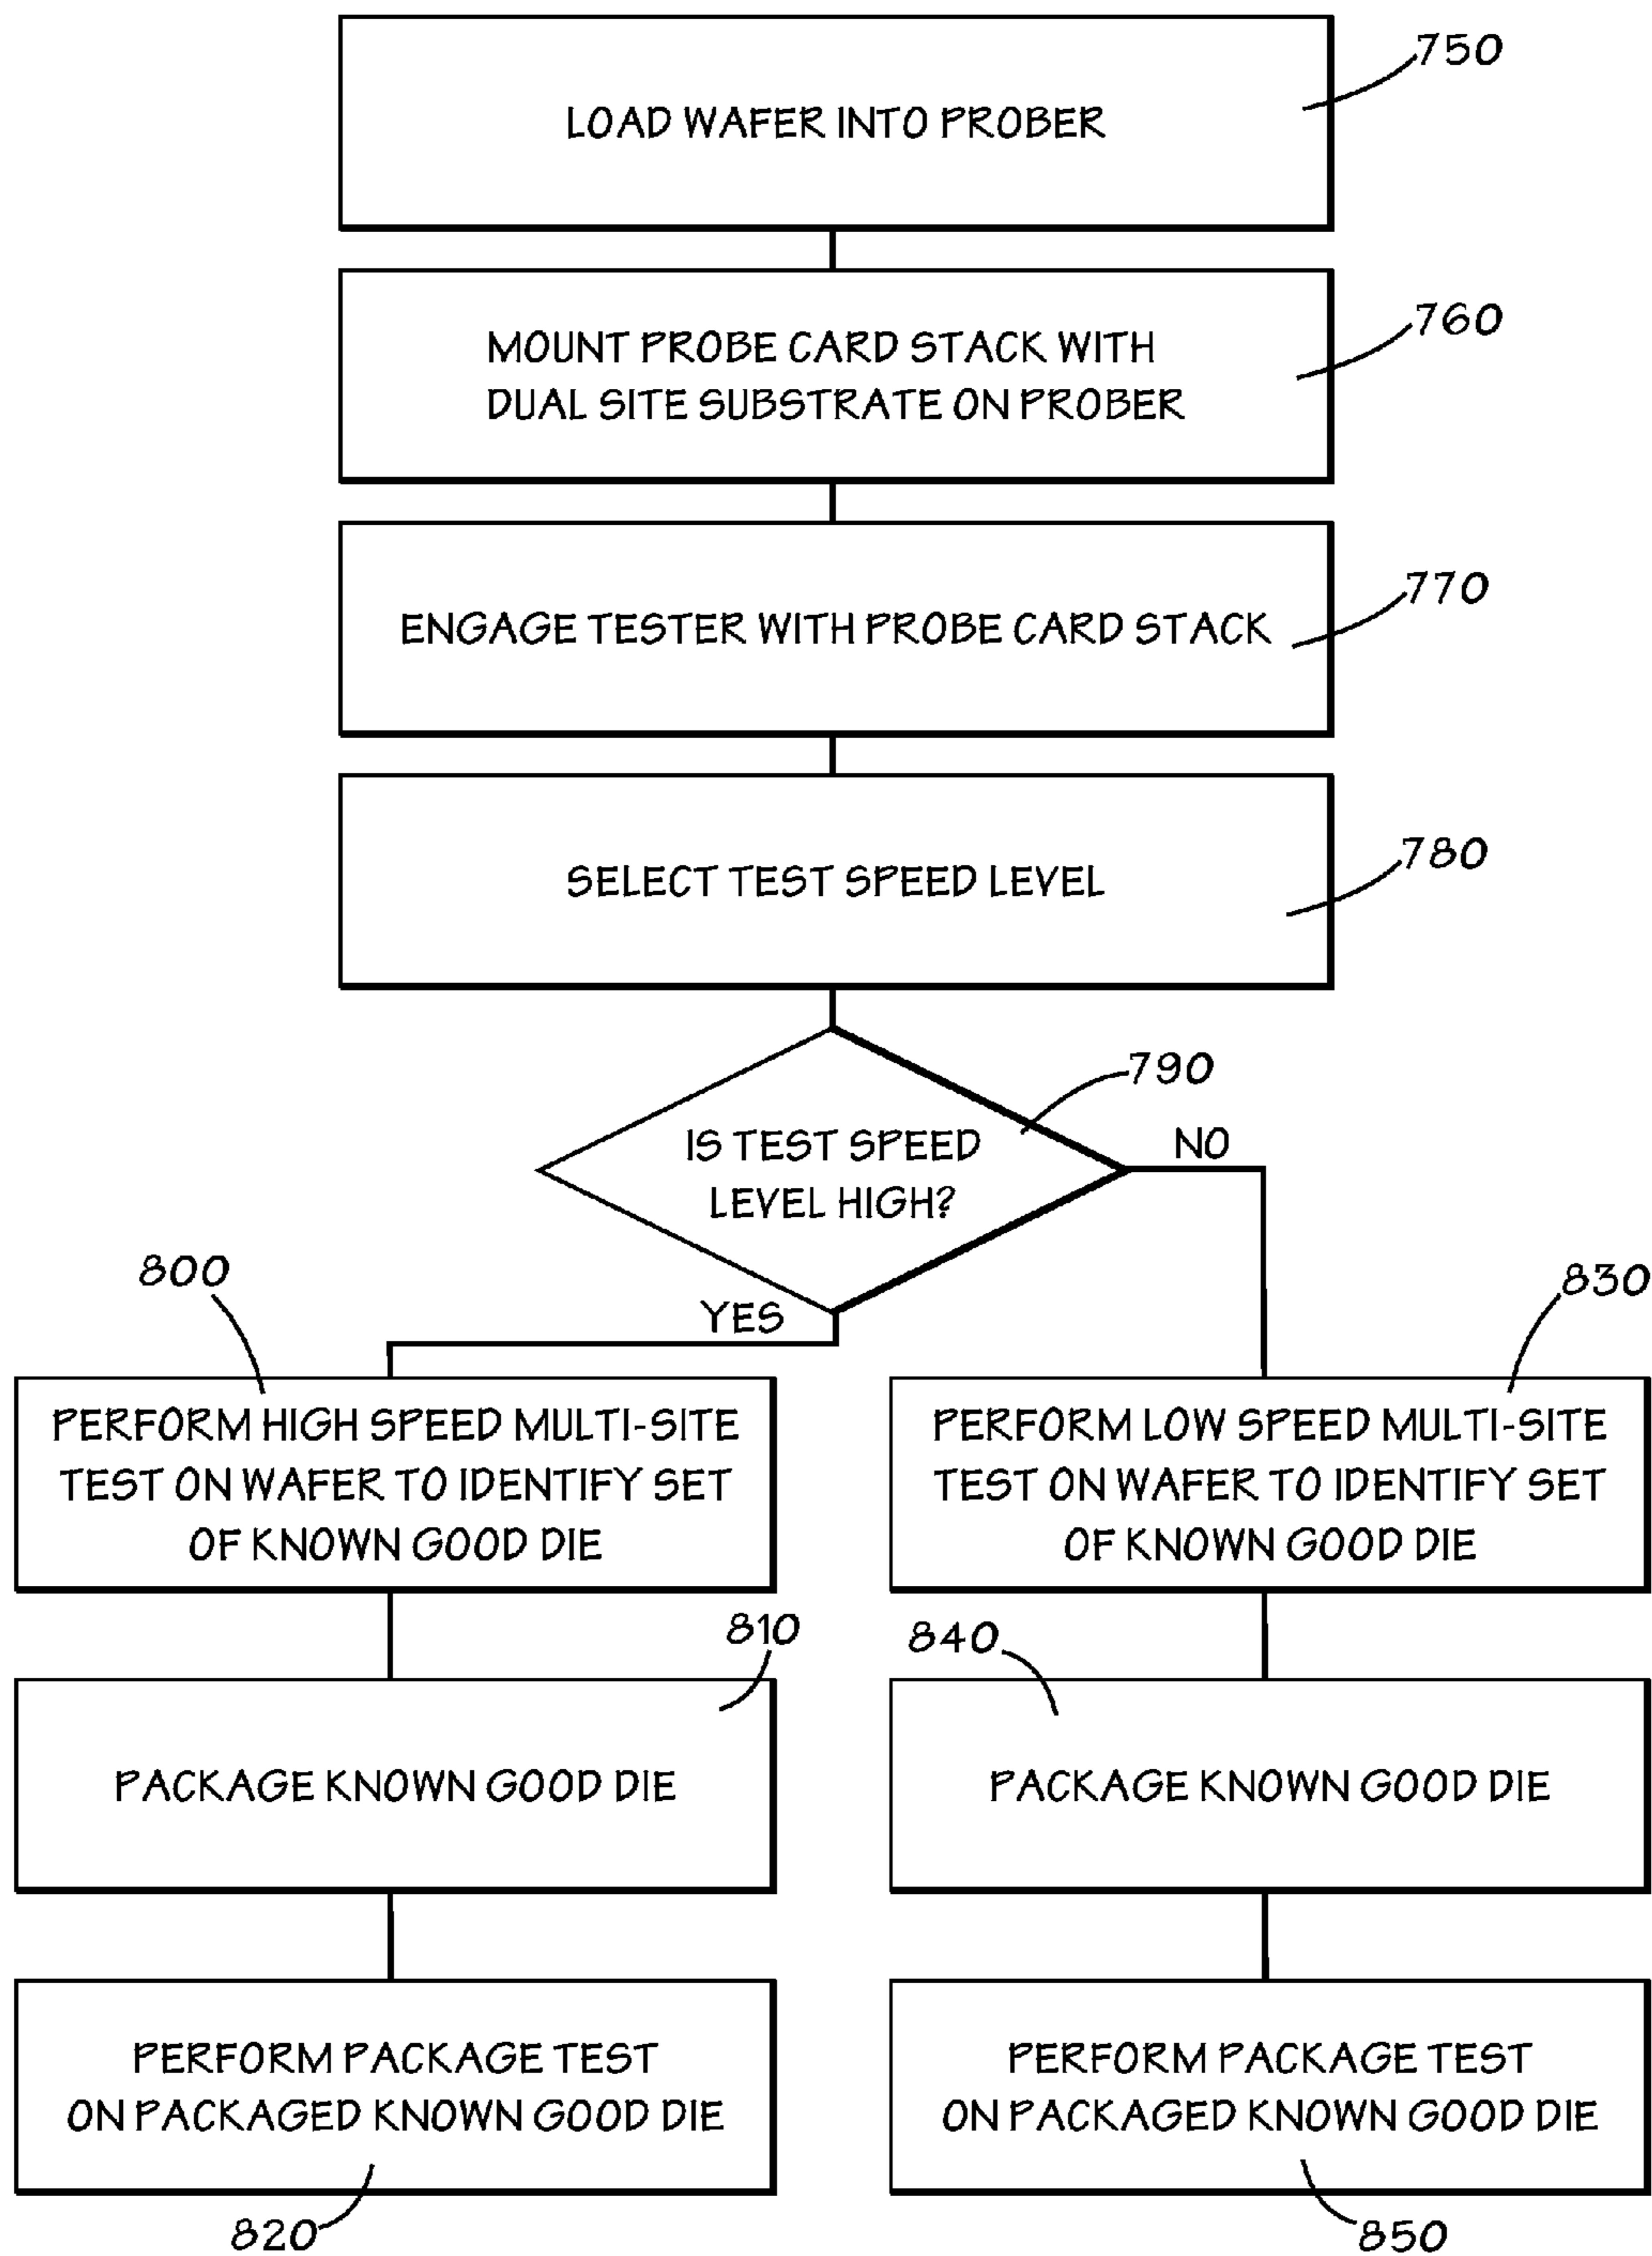 750
LOAD WAFER INTO PROBER
760
MOUNT PROBE CARD STACK WITH
DUAL SITE SUBSTRATE ON PROBER
770
ENGAGE TESTER WITH PROBE CARD STACK
780
SELECT TEST SPEED LEVEL
790
IS TEST SPEED
LEVEL HIGH?
NO
YES
800
PERFORM HIGH SPEED MULTI-SITE
TEST ON WAFER TO IDENTIFY SET
OF KNOWN GOOD DIE
810
PACKAGE KNOWN GOOD DIE
PERFORM PACKAGE TEST
ON PACKAGED KNOWN GOOD DIE
820
830
PERFORM LOW SPEED MULTI-SITE
TEST ON WAFER TO IDENTIFY SET
OF KNOWN GOOD DIE
840
PACKAGE KNOWN GOOD DIE
PERFORM PACKAGE TEST
ON PACKAGED KNOWN GOOD DIE
850